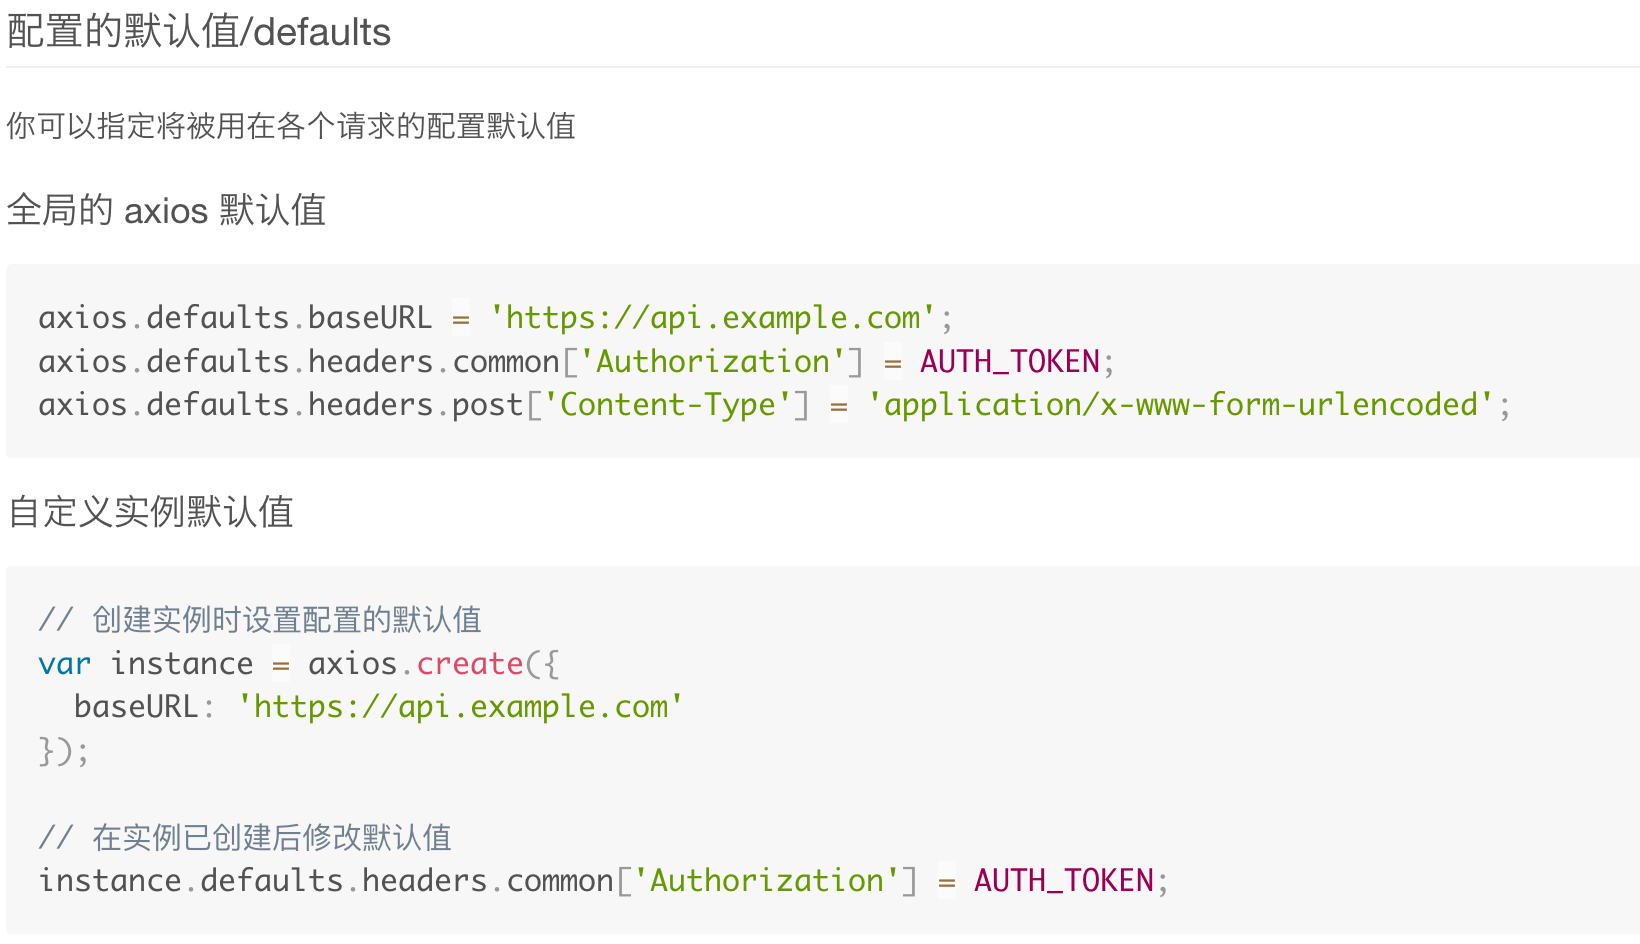 配置的默认值/defaults
你可以指定将被用在各个请求的配置默认值
全局的 axios 默认值
axios.defaults.baseURL = 'https://api.example.com';
axios.defaults.headers.common['Authorization'] = AUTH_TOKEN;
axios.defaults.headers.post['Content-Type'] = 'application/x-www-form-urlencoded';
自定义实例默认值
// 创建实例时设置配置的默认值
var instance = axios.create({
  baseURL: 'https://api.example.com'
});
// 在实例已创建后修改默认值
instance.defaults.headers.common['Authorization'] = AUTH_TOKEN;